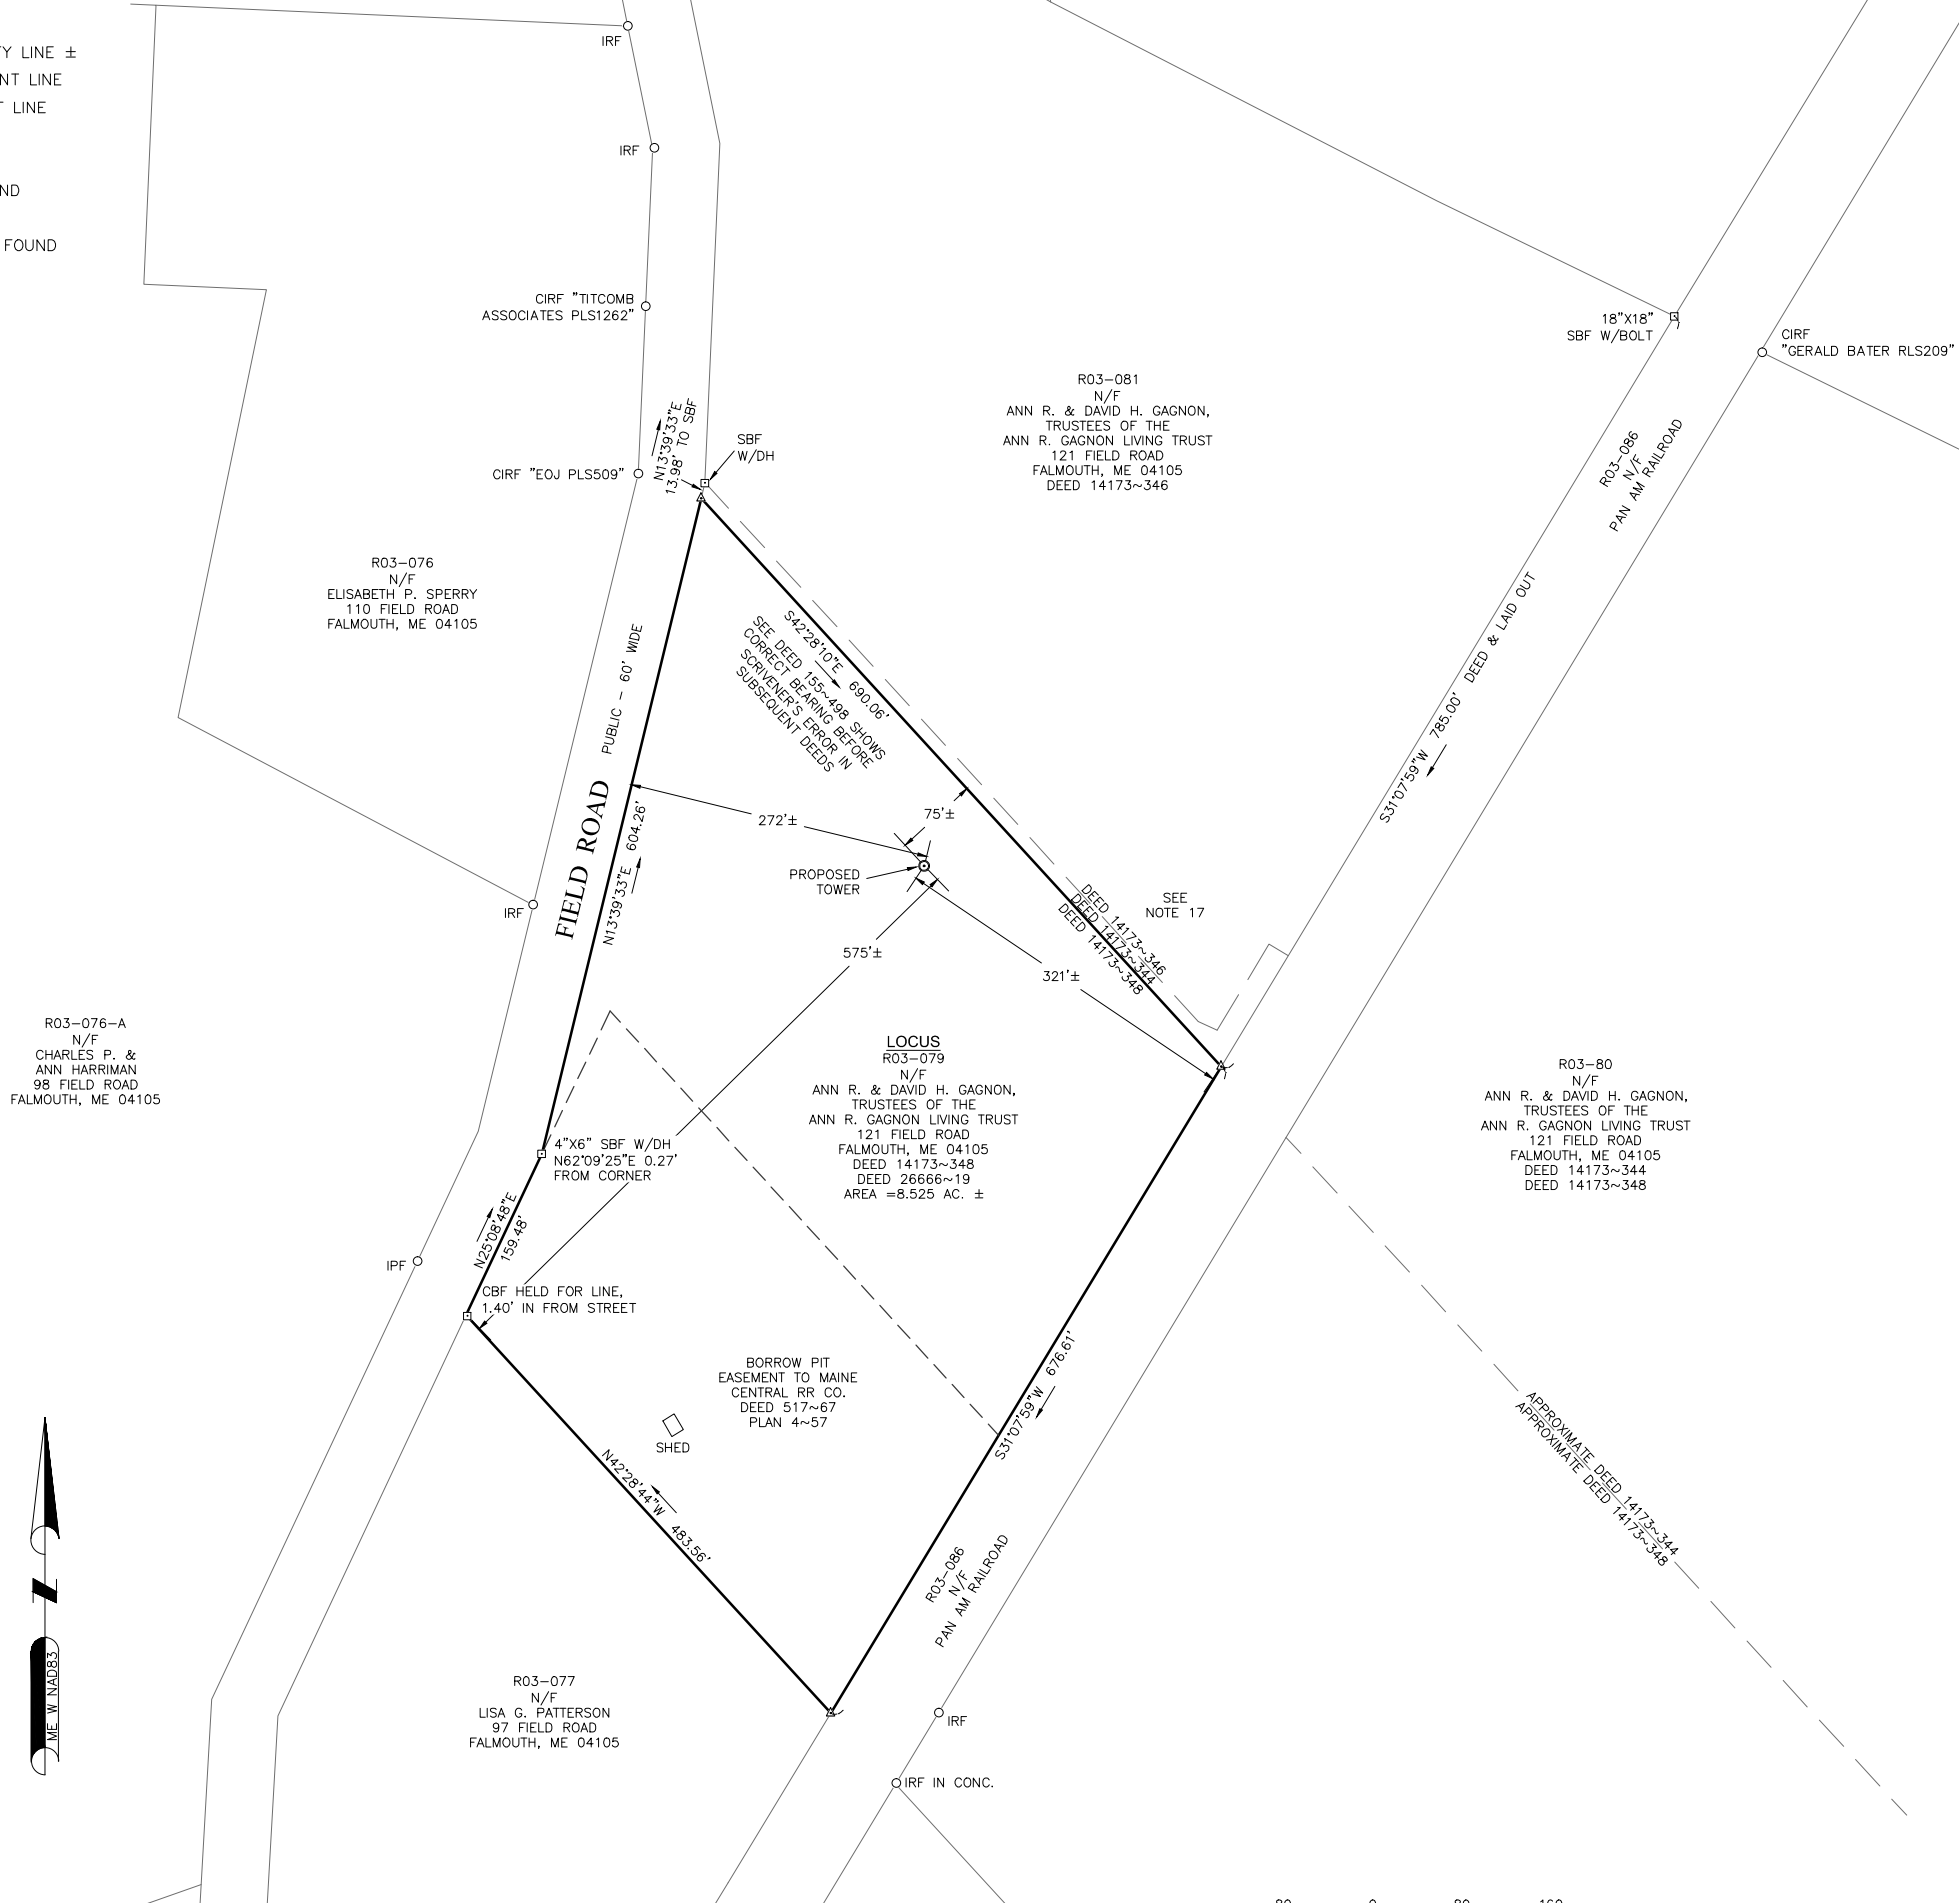 Y LINE ±
NT LINE
T LINE
ND
FOUND
IRF
IRF
CIRF "TITCOMB
ASSOCIATES PLS1262"
CIRF "EOJ PLS509"
N13°39'33"E
13.98' TO SBF
SBF
W/DH
R03-081
N/F
ANN R. & DAVID H. GAGNON,
TRUSTEES OF THE
ANN R. GAGNON LIVING TRUST
121 FIELD ROAD
FALMOUTH, ME 04105
DEED 14173~346
18"X18"
SBF W/BOLT
CIRF
"GERALD BATER RLS209"
R03-086
N/F
PAN AM RAILROAD
R03-076
N/F
ELISABETH P. SPERRY
110 FIELD ROAD
FALMOUTH, ME 04105
S42°28'10"E 690.06'
SEE DEED 155~498 SHOWS
CORRECT BEARING BEFORE
SCRIVENER'S ERROR IN
SUBSEQUENT DEEDS
S31°07'59"W 785.00' DEED & LAID OUT
FIELD ROAD PUBLIC - 60' WIDE
N13°39'33"E 604.26'
272'±
75'±
PROPOSED
TOWER
575'±
321'±
DEED 14173~346
DEED 14173~344
DEED 14173~348
SEE
NOTE 17
IRF
R03-076-A
N/F
CHARLES P. &
ANN HARRIMAN
98 FIELD ROAD
FALMOUTH, ME 04105
LOCUS
R03-079
N/F
ANN R. & DAVID H. GAGNON,
TRUSTEES OF THE
ANN R. GAGNON LIVING TRUST
121 FIELD ROAD
FALMOUTH, ME 04105
DEED 14173~348
DEED 26666~19
AREA =8.525 AC. ±
R03-80
N/F
ANN R. & DAVID H. GAGNON,
TRUSTEES OF THE
ANN R. GAGNON LIVING TRUST
121 FIELD ROAD
FALMOUTH, ME 04105
DEED 14173~344
DEED 14173~348
4"X6" SBF W/DH
N62°09'25"E 0.27'
FROM CORNER
N25°08'48"E
159.48'
IPF
CBF HELD FOR LINE,
1.40' IN FROM STREET
BORROW PIT
EASEMENT TO MAINE
CENTRAL RR CO.
DEED 517~67
PLAN 4~57
SHED
S31°07'59"W 676.61'
N42°28'44"W 483.56'
APPROXIMATE DEED 14173~344
APPROXIMATE DEED 14173~348
R03-086
N/F
PAN AM RAILROAD
N
ME W NAD83
R03-077
N/F
LISA G. PATTERSON
97 FIELD ROAD
FALMOUTH, ME 04105
IRF
IRF IN CONC.
80 0 80 160